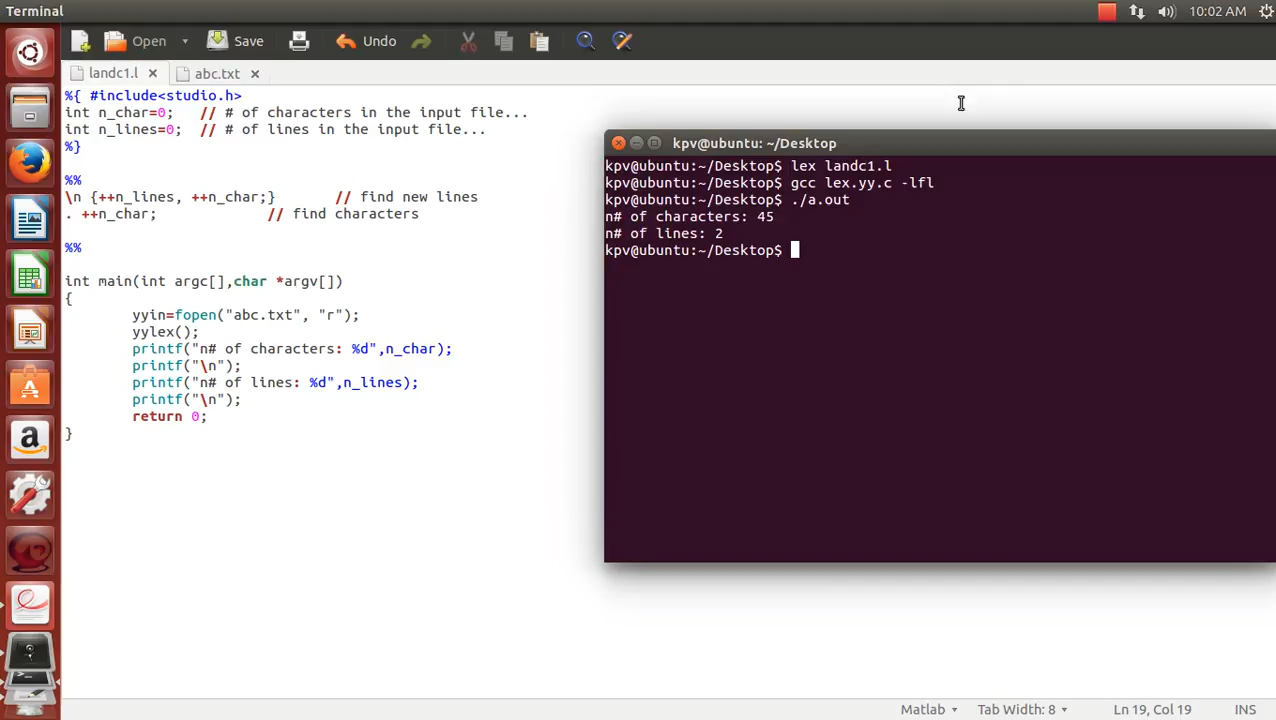 Terminal
10:02 AM
Open
Save
Undo
landc1.l
abc.txt
%{ #include<studio.h>
int n_char=0;   // # of characters in the input file...
int n_lines=0;  // # of lines in the input file...
%}
%%
\n {++n_lines, ++n_char;}       // find new lines
. ++n_char;             // find characters
%%
int main(int argc[],char *argv[])
{
        yyin=fopen("abc.txt", "r");
        yylex();
        printf("n# of characters: %d",n_char);
        printf("\n");
        printf("n# of lines: %d",n_lines);
        printf("\n");
        return 0;
}
kpv@ubuntu: ~/Desktop
kpv@ubuntu:~/Desktop$ lex landc1.l
kpv@ubuntu:~/Desktop$ gcc lex.yy.c -lfl
kpv@ubuntu:~/Desktop$ ./a.out
n# of characters: 45
n# of lines: 2
kpv@ubuntu:~/Desktop$
Matlab
Tab Width: 8
Ln 19, Col 19
INS